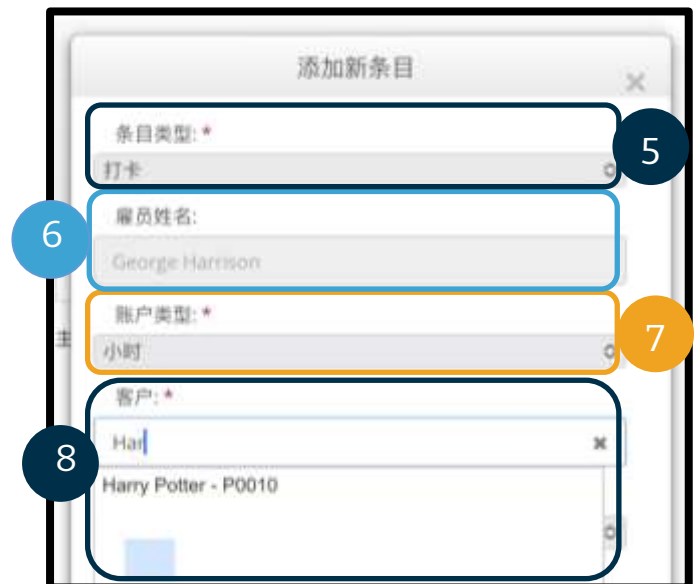 添加新条目
条目类型: *
打卡
5
雇员姓名:
6
George Harrison
账户类型: *
小时
7
客户: *
Har
8
Harry Potter - P0010